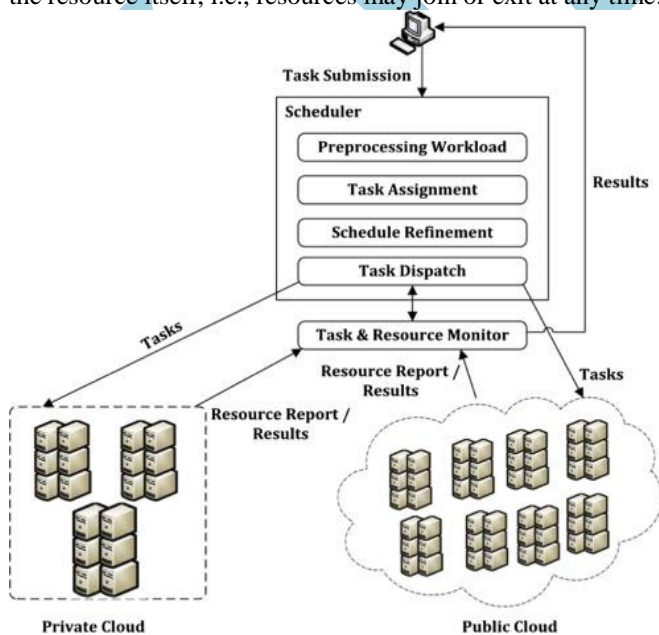 the resource itself, i.e., resources may join or exit at any time.
Task Submission
Scheduler
Preprocessing Workload
Task Assignment
Results
Schedule Refinement
Task Dispatch
Tasks
Task & Resource Monitor
Resource Report /
Results
Tasks
Resource Report /
Results
Private Cloud
Public Cloud